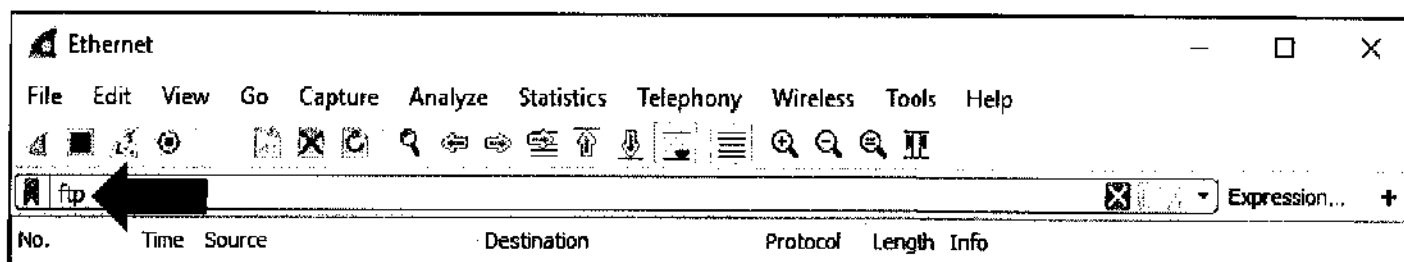 Ethernet
File Edit View Go Capture Analyze Statistics Telephony Wireless Tools Help
ftp Expression... +
No. Time Source Destination Protocol Length Info